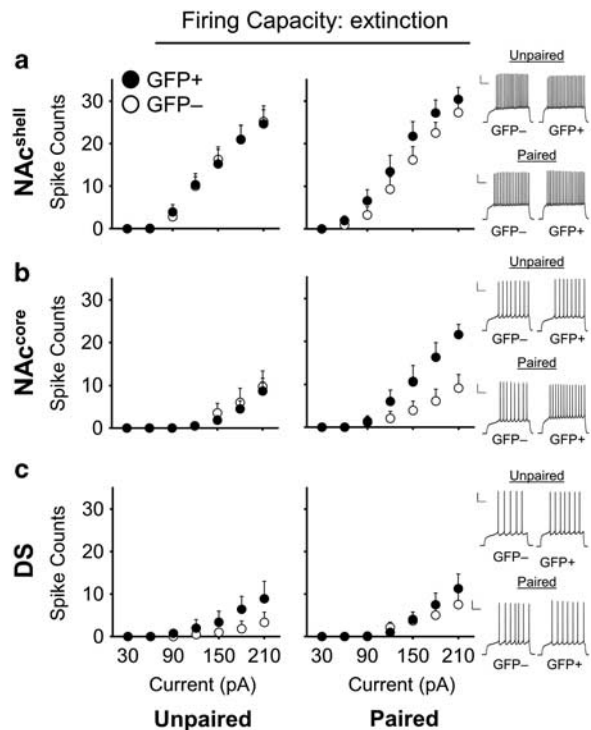 Firing Capacity: extinction
a
NAcshell
Spike Counts
30
20
10
0
GFP+
GFP–
Unpaired
GFP– GFP+
Paired
GFP– GFP+
b
NAccore
Spike Counts
30
20
10
0
Unpaired
GFP– GFP+
Paired
GFP– GFP+
c
DS
Spike Counts
30
20
10
0
Unpaired
GFP– GFP+
Paired
GFP– GFP+
30 90 150 210 30 90 150 210
Current (pA) Current (pA)
Unpaired Paired